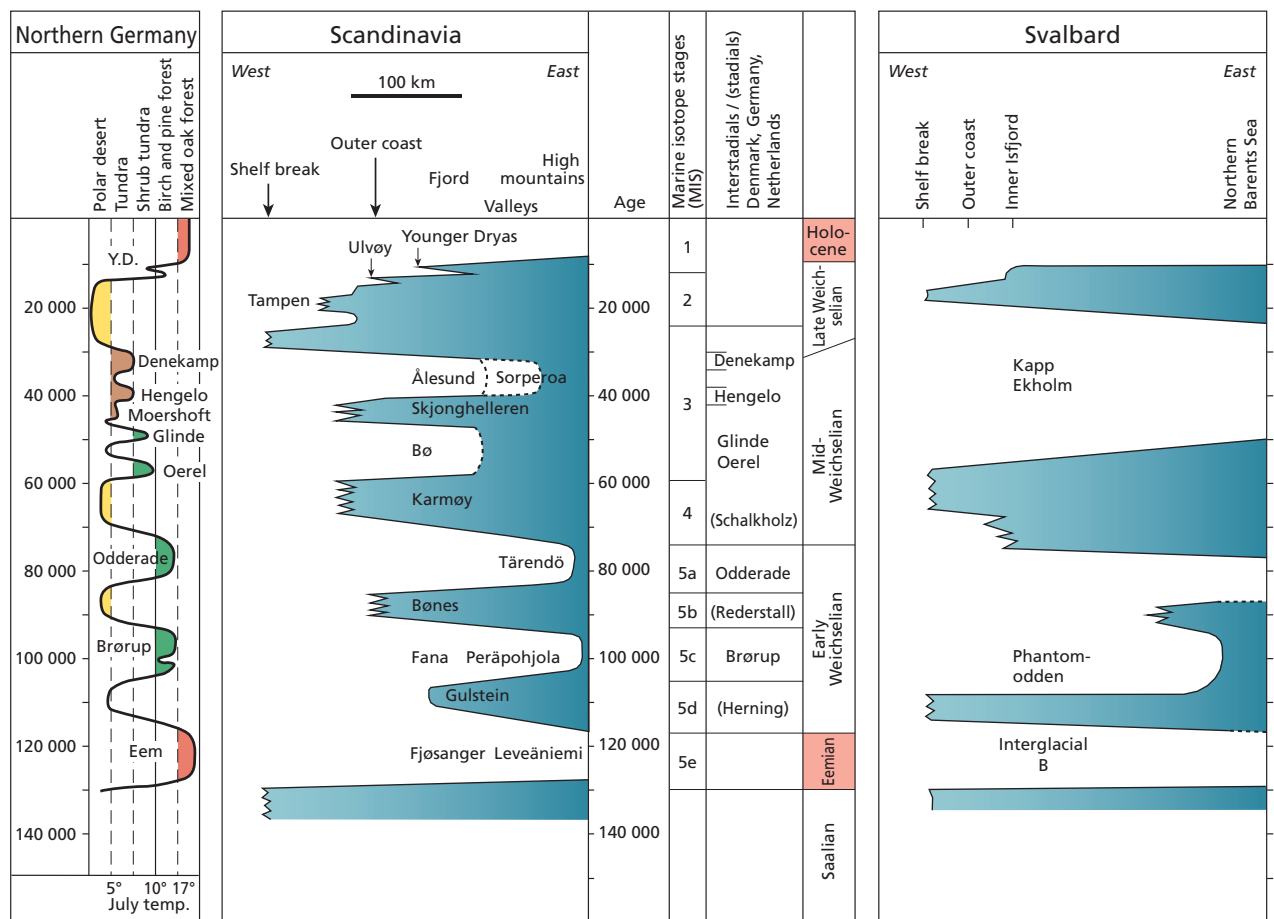 Northern Germany
Polar desert
Tundra
Shrub tundra
Birch and pine forest
Mixed oak forest
Y.D.
20 000
Denekamp
40 000
Hengelo
Moershoft
Glinde
Oerel
60 000
Odderade
80 000
Brørup
100 000
120 000
Eem
140 000
5° 10° 17°
July temp.
Scandinavia
West
East
100 km
Outer coast
Shelf break
Fjord
High
mountains
Valleys
Ulvøy
Younger Dryas
Tampen
Ålesund
Sorperoa
Skjonghelleren
Bø
Karmøy
Tärendö
Bønes
Fana
Peräpohjola
Gulstein
Fjøsanger
Leveäniemi
Age
20 000
40 000
60 000
80 000
100 000
120 000
140 000
Marine isotope stages
(MIS)
1
2
3
4
5a
5b
5c
5d
5e
Interstadials / (stadials)
Denmark, Germany,
Netherlands
Denekamp
Hengelo
Glinde
Oerel
(Schalkholz)
Odderade
(Rederstall)
Brørup
(Herning)
Holo-
cene
Late Weich-
selian
Mid-
Weichselian
Early
Weichselian
Eemian
Saalian
Svalbard
West
East
Shelf break
Outer coast
Inner Isfjord
Northern
Barents Sea
Kapp
Ekholm
Phantom-
odden
Interglacial
B